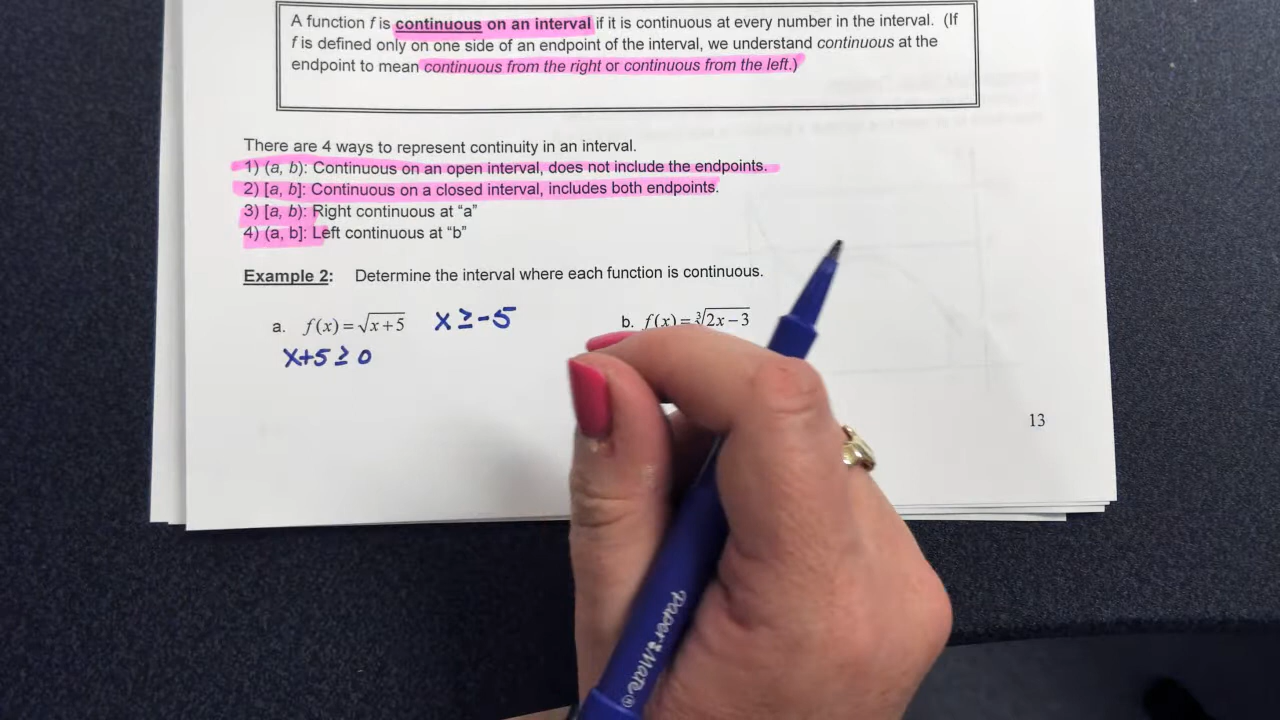 A function f is continuous on an interval if it is continuous at every number in the interval. (If
f is defined only on one side of an endpoint of the interval, we understand continuous at the
endpoint to mean continuous from the right or continuous from the left.)
There are 4 ways to represent continuity in an interval.
1) (a, b): Continuous on an open interval, does not include the endpoints.
2) [a, b]: Continuous on a closed interval, includes both endpoints.
3) [a, b): Right continuous at “a”
4) (a, b]: Left continuous at “b”
Example 2: Determine the interval where each function is continuous.
a. f(x) = √x+5 x ≥ -5 b. f(x) = ∛2x − 3
x+5 ≥ 0
13
Paper Mate®